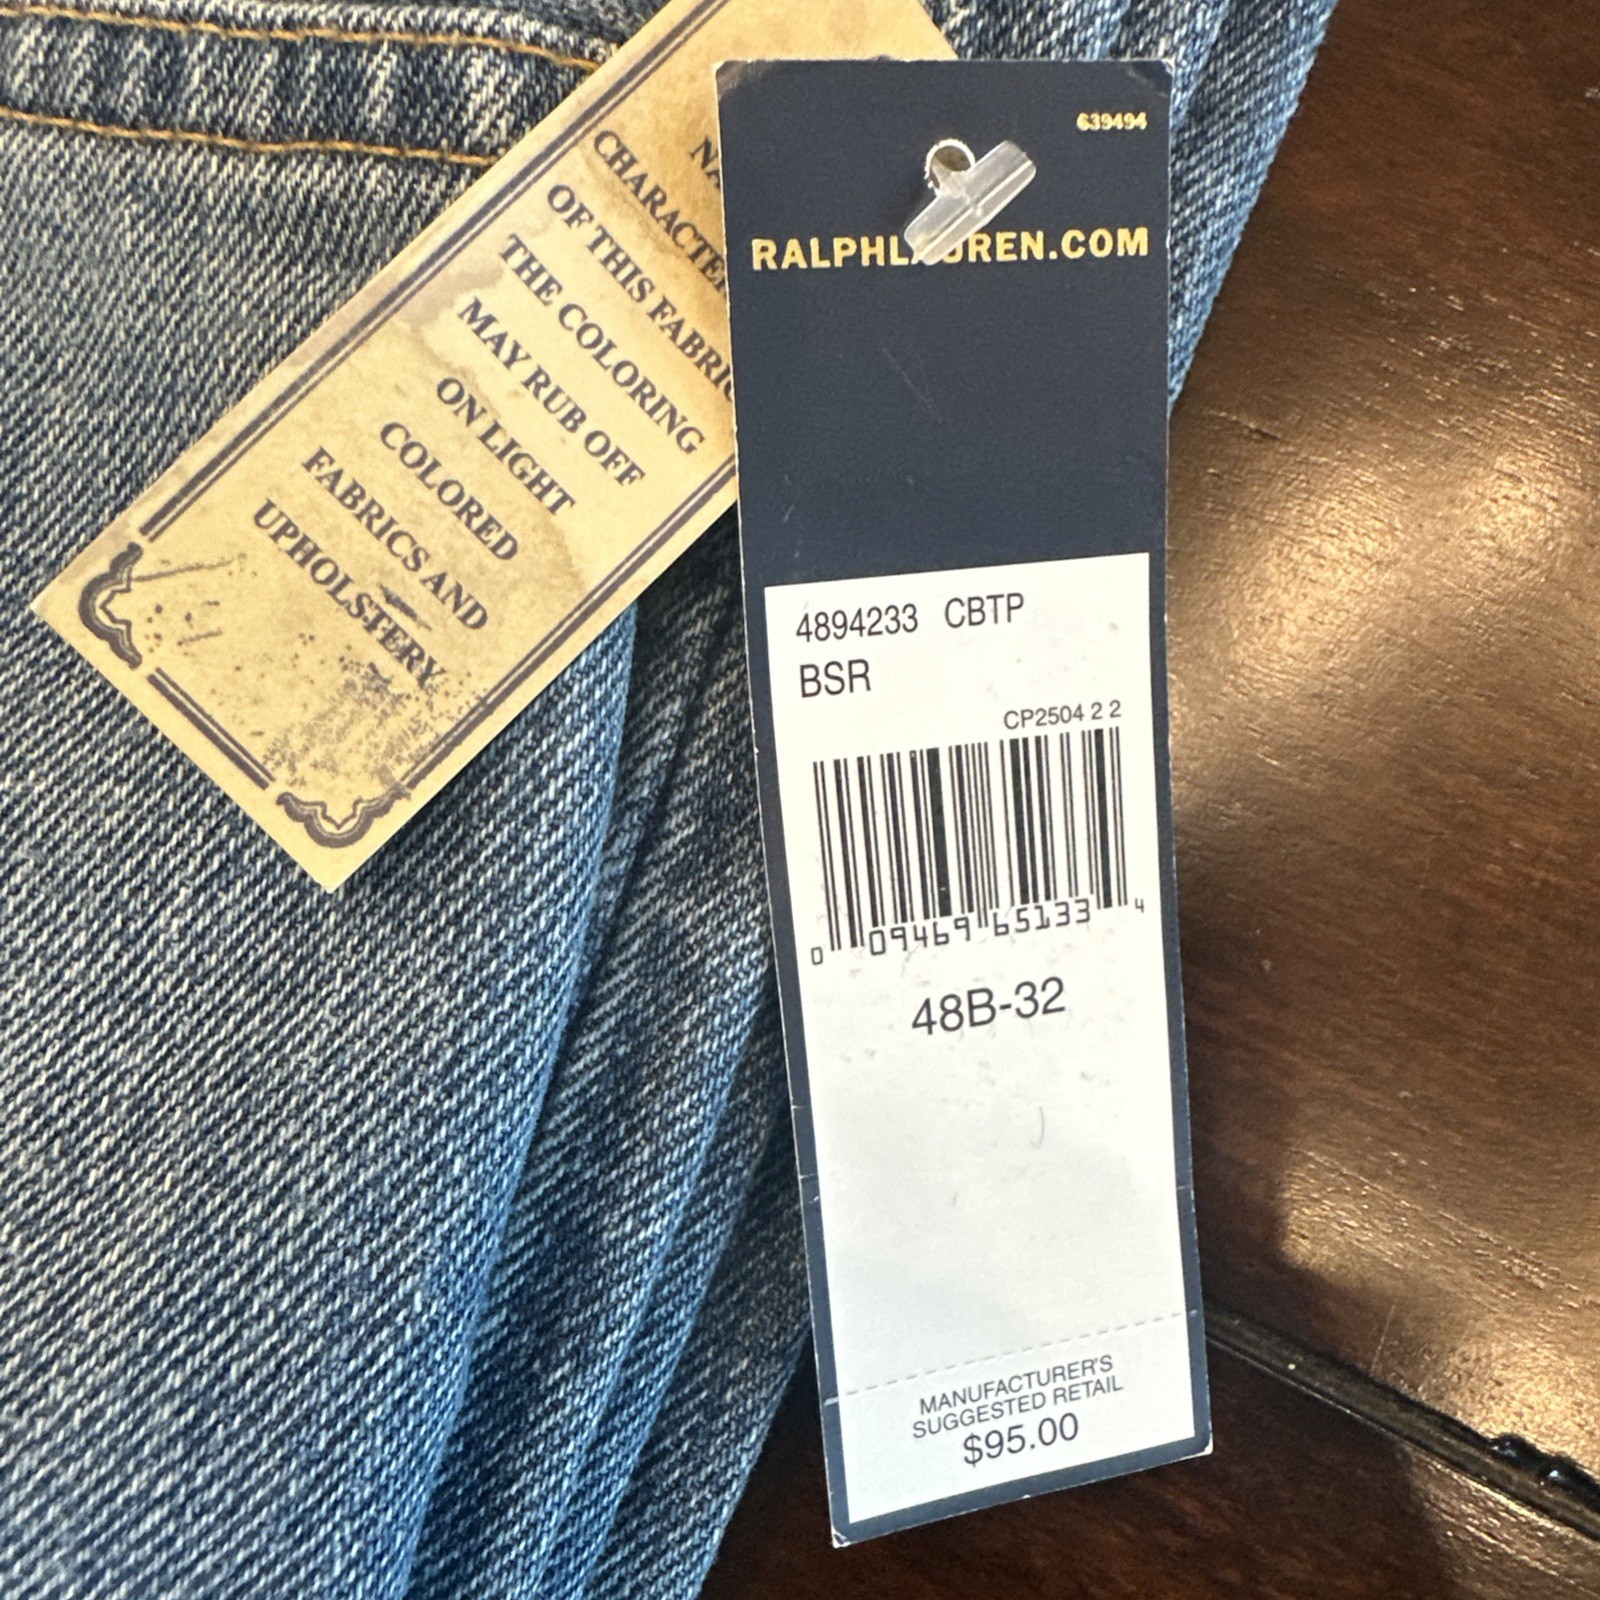 CHARACTER
OF THIS FABRIC
THE COLORING
MAY RUB OFF
ON LIGHT
COLORED
FABRICS AND
UPHOLSTERY
639494
RALPHLAUREN.COM
4894233 CBTP
BSR
CP2504 2 2
0 09469 65133 4
48B-32
MANUFACTURER'S
SUGGESTED RETAIL
$95.00